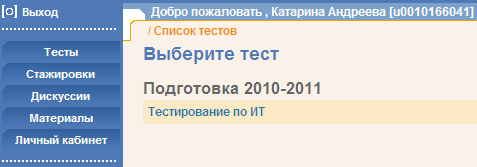 Выход
Добро пожаловать , Катарина Андреева [u0010166041]
/ Список тестов
Выберите тест
Тесты
Стажировки
Дискуссии
Материалы
Личный кабинет
Подготовка 2010-2011
Тестирование по ИТ